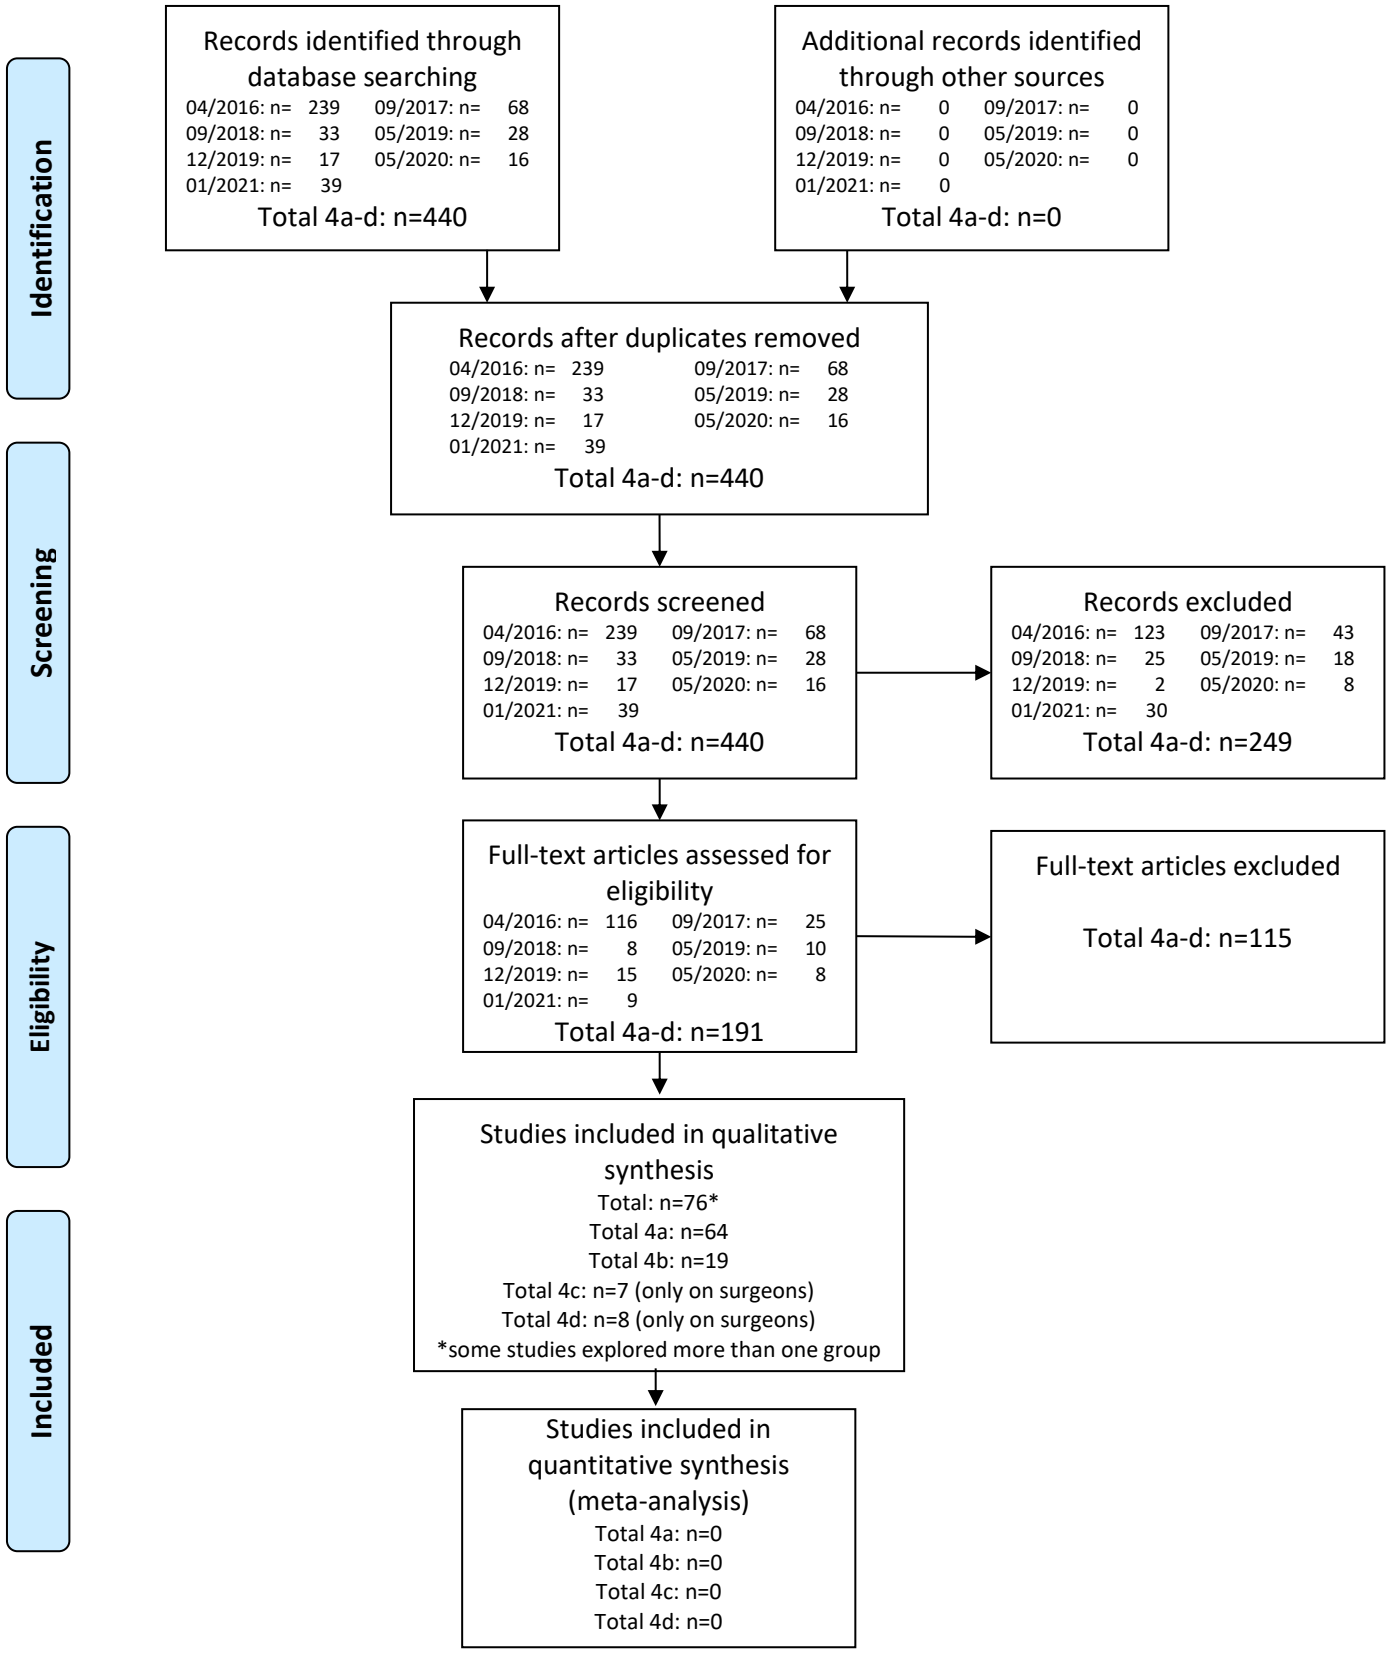 Identification
Records identified through
database searching
04/2016: n= 239 09/2017: n= 68
09/2018: n= 33 05/2019: n= 28
12/2019: n= 17 05/2020: n= 16
01/2021: n= 39
Total 4a-d: n=440
Additional records identified
through other sources
04/2016: n= 0 09/2017: n= 0
09/2018: n= 0 05/2019: n= 0
12/2019: n= 0 05/2020: n= 0
01/2021: n= 0
Total 4a-d: n=0
Records after duplicates removed
04/2016: n= 239 09/2017: n= 68
09/2018: n= 33 05/2019: n= 28
12/2019: n= 17 05/2020: n= 16
01/2021: n= 39
Total 4a-d: n=440
Screening
Records screened
04/2016: n= 239 09/2017: n= 68
09/2018: n= 33 05/2019: n= 28
12/2019: n= 17 05/2020: n= 16
01/2021: n= 39
Total 4a-d: n=440
Records excluded
04/2016: n= 123 09/2017: n= 43
09/2018: n= 25 05/2019: n= 18
12/2019: n= 2 05/2020: n= 8
01/2021: n= 30
Total 4a-d: n=249
Eligibility
Full-text articles assessed for
eligibility
04/2016: n= 116 09/2017: n= 25
09/2018: n= 8 05/2019: n= 10
12/2019: n= 15 05/2020: n= 8
01/2021: n= 9
Total 4a-d: n=191
Full-text articles excluded
Total 4a-d: n=115
Included
Studies included in qualitative
synthesis
Total: n=76*
Total 4a: n=64
Total 4b: n=19
Total 4c: n=7 (only on surgeons)
Total 4d: n=8 (only on surgeons)
*some studies explored more than one group
Studies included in
quantitative synthesis
(meta-analysis)
Total 4a: n=0
Total 4b: n=0
Total 4c: n=0
Total 4d: n=0